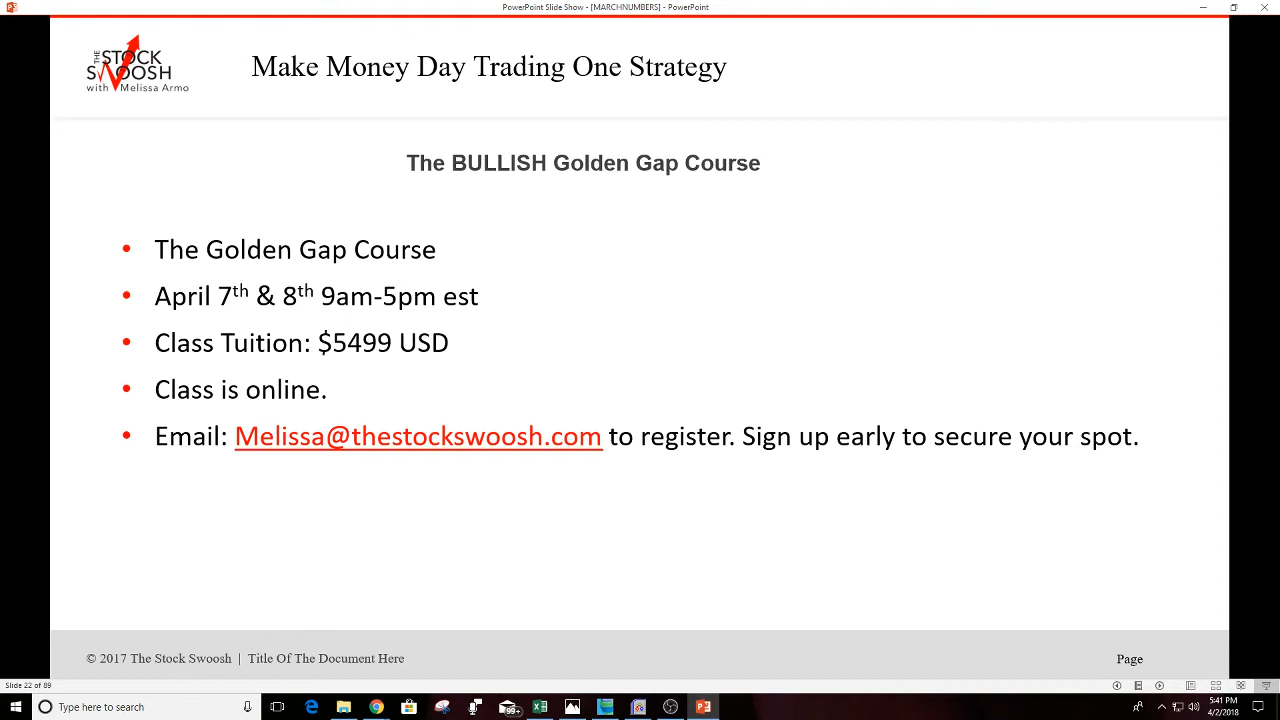 PowerPoint Slide Show - [MARCHNUMBERS] - PowerPoint
THE STOCK
SWOOSH
with Melissa Armo
Make Money Day Trading One Strategy
The BULLISH Golden Gap Course
• The Golden Gap Course
• April 7th & 8th 9am-5pm est
• Class Tuition: $5499 USD
• Class is online.
• Email: Melissa@thestockswoosh.com to register. Sign up early to secure your spot.
© 2017 The Stock Swoosh | Title Of The Document Here
Page
Slide 22 of 89
Type here to search
99+
5:41 PM
4/2/2018